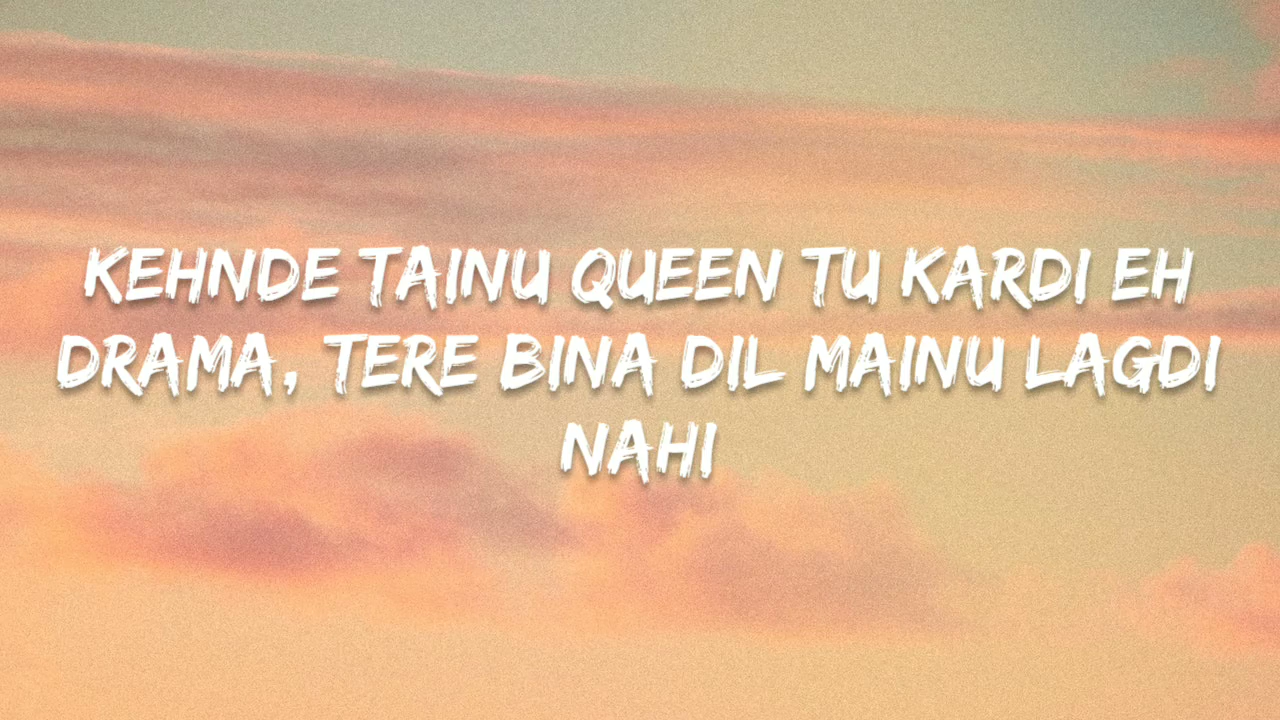 KEHNDE TAINU QUEEN TU KARDI EH
DRAMA, TERE BINA DIL MAINU LAGDI
NAHI